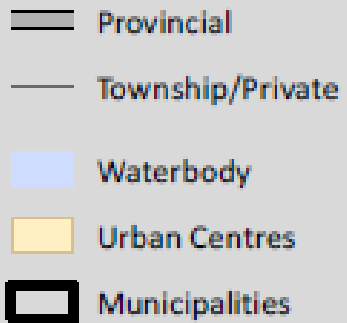 Provincial
Township/Private
Waterbody
Urban Centres
Municipalities